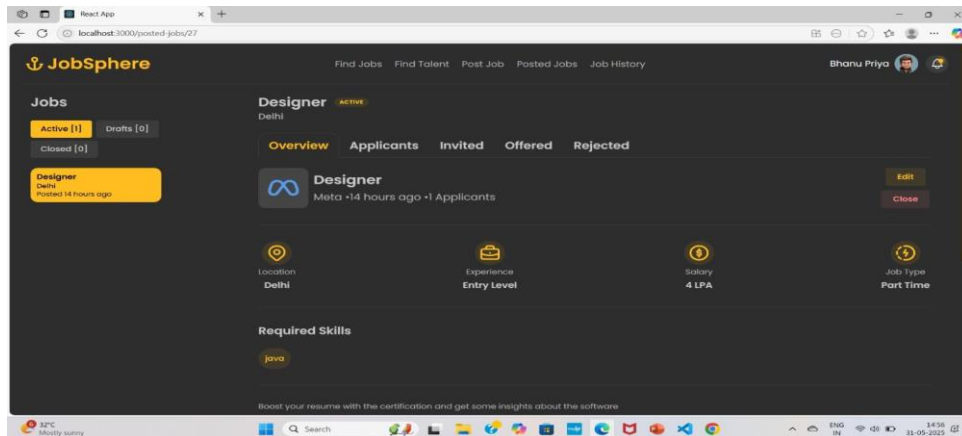 React App
localhost:3000/posted-jobs/27
JobSphere
Find Jobs Find Talent Post Job Posted Jobs Job History
Bhanu Priya
Jobs
Active [1] Drafts [0]
Closed [0]
Designer
Delhi
Posted 14 hours ago
Designer ACTIVE
Delhi
Overview Applicants Invited Offered Rejected
Designer
Meta •14 hours ago •1 Applicants
Edit
Close
Location Experience Salary Job Type
Delhi Entry Level 4 LPA Part Time
Required Skills
java
Boost your resume with the certification and get some insights about the software
32°C
Mostly sunny
Search
ENG
IN
14:56
31-05-2025